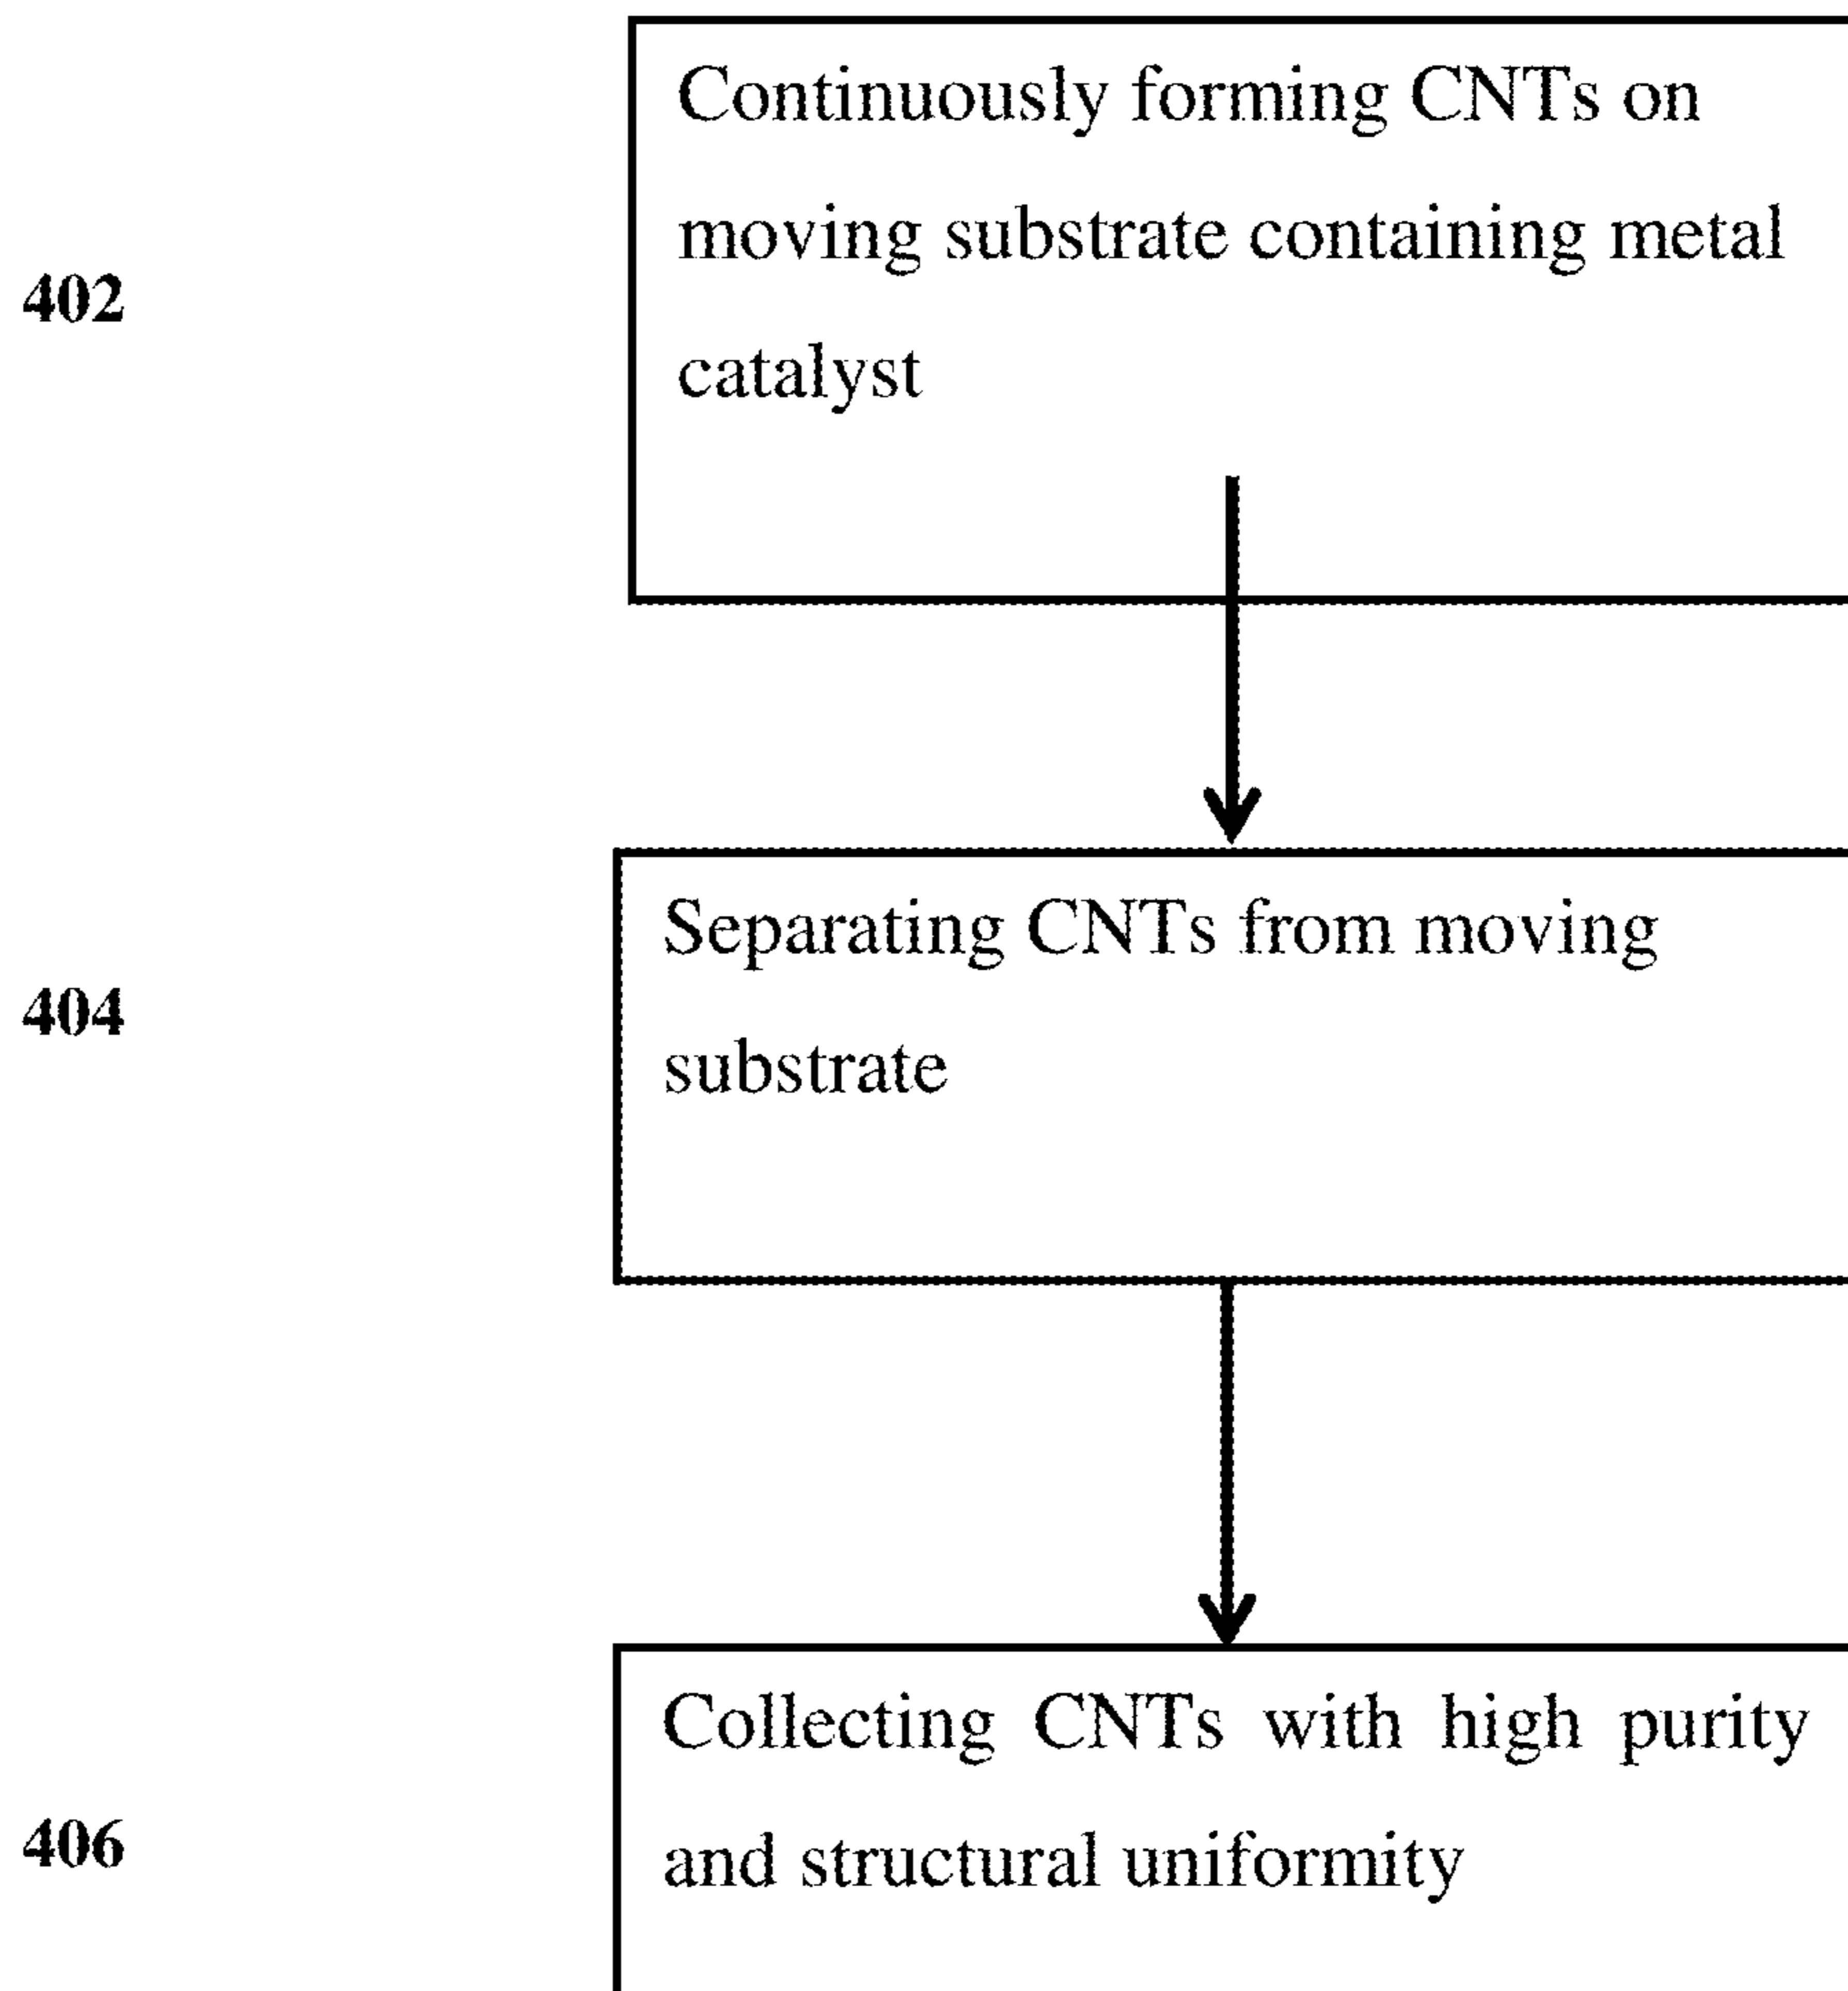 Continuously forming CNTs on
moving substrate containing metal
402
catalyst
Separating CNTs from moving
404
substrate
Collecting CNTs with high purity
406
and structural uniformity